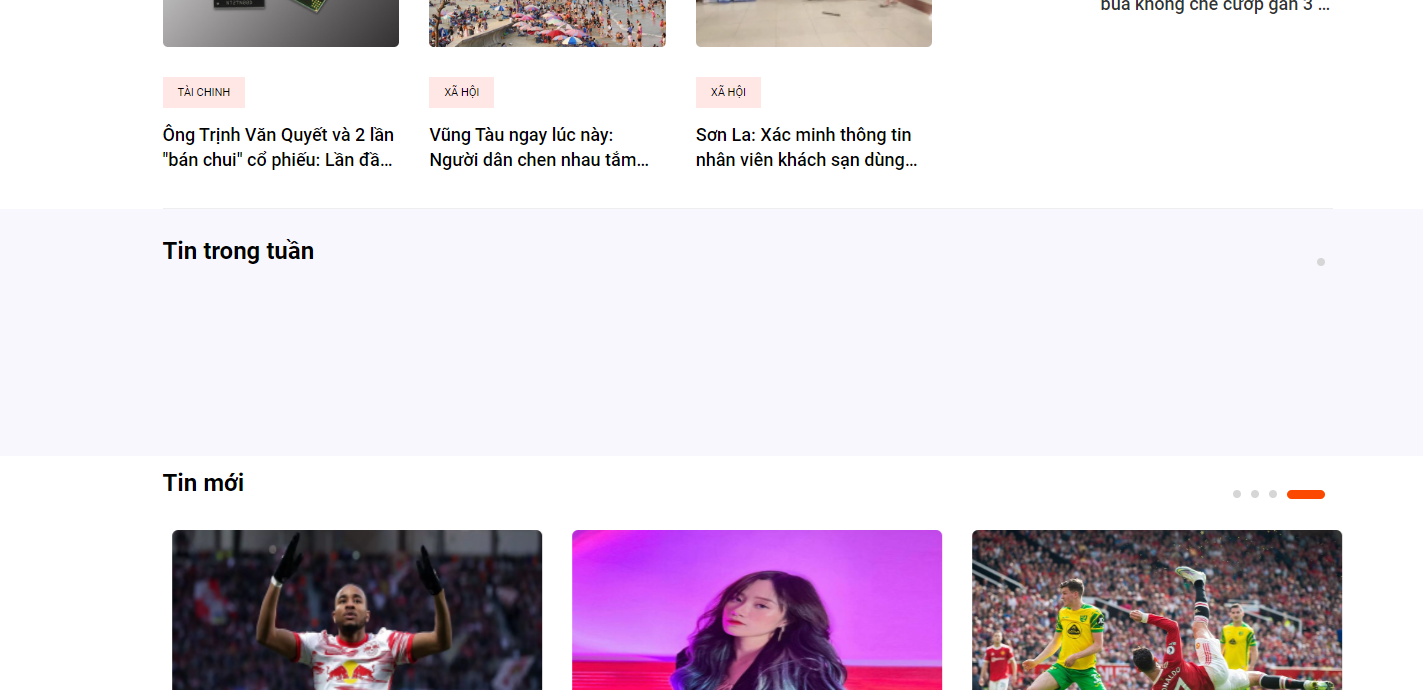 bua không chế cướp gần 3 ...
TÀI CHINH
Ông Trịnh Văn Quyết và 2 lần
"bán chui" cổ phiếu: Lần đầ...
XÃ HỘI
Vũng Tàu ngay lúc này:
Người dân chen nhau tắm...
XÃ HỘI
Sơn La: Xác minh thông tin
nhân viên khách sạn dùng...
Tin trong tuần
Tin mới